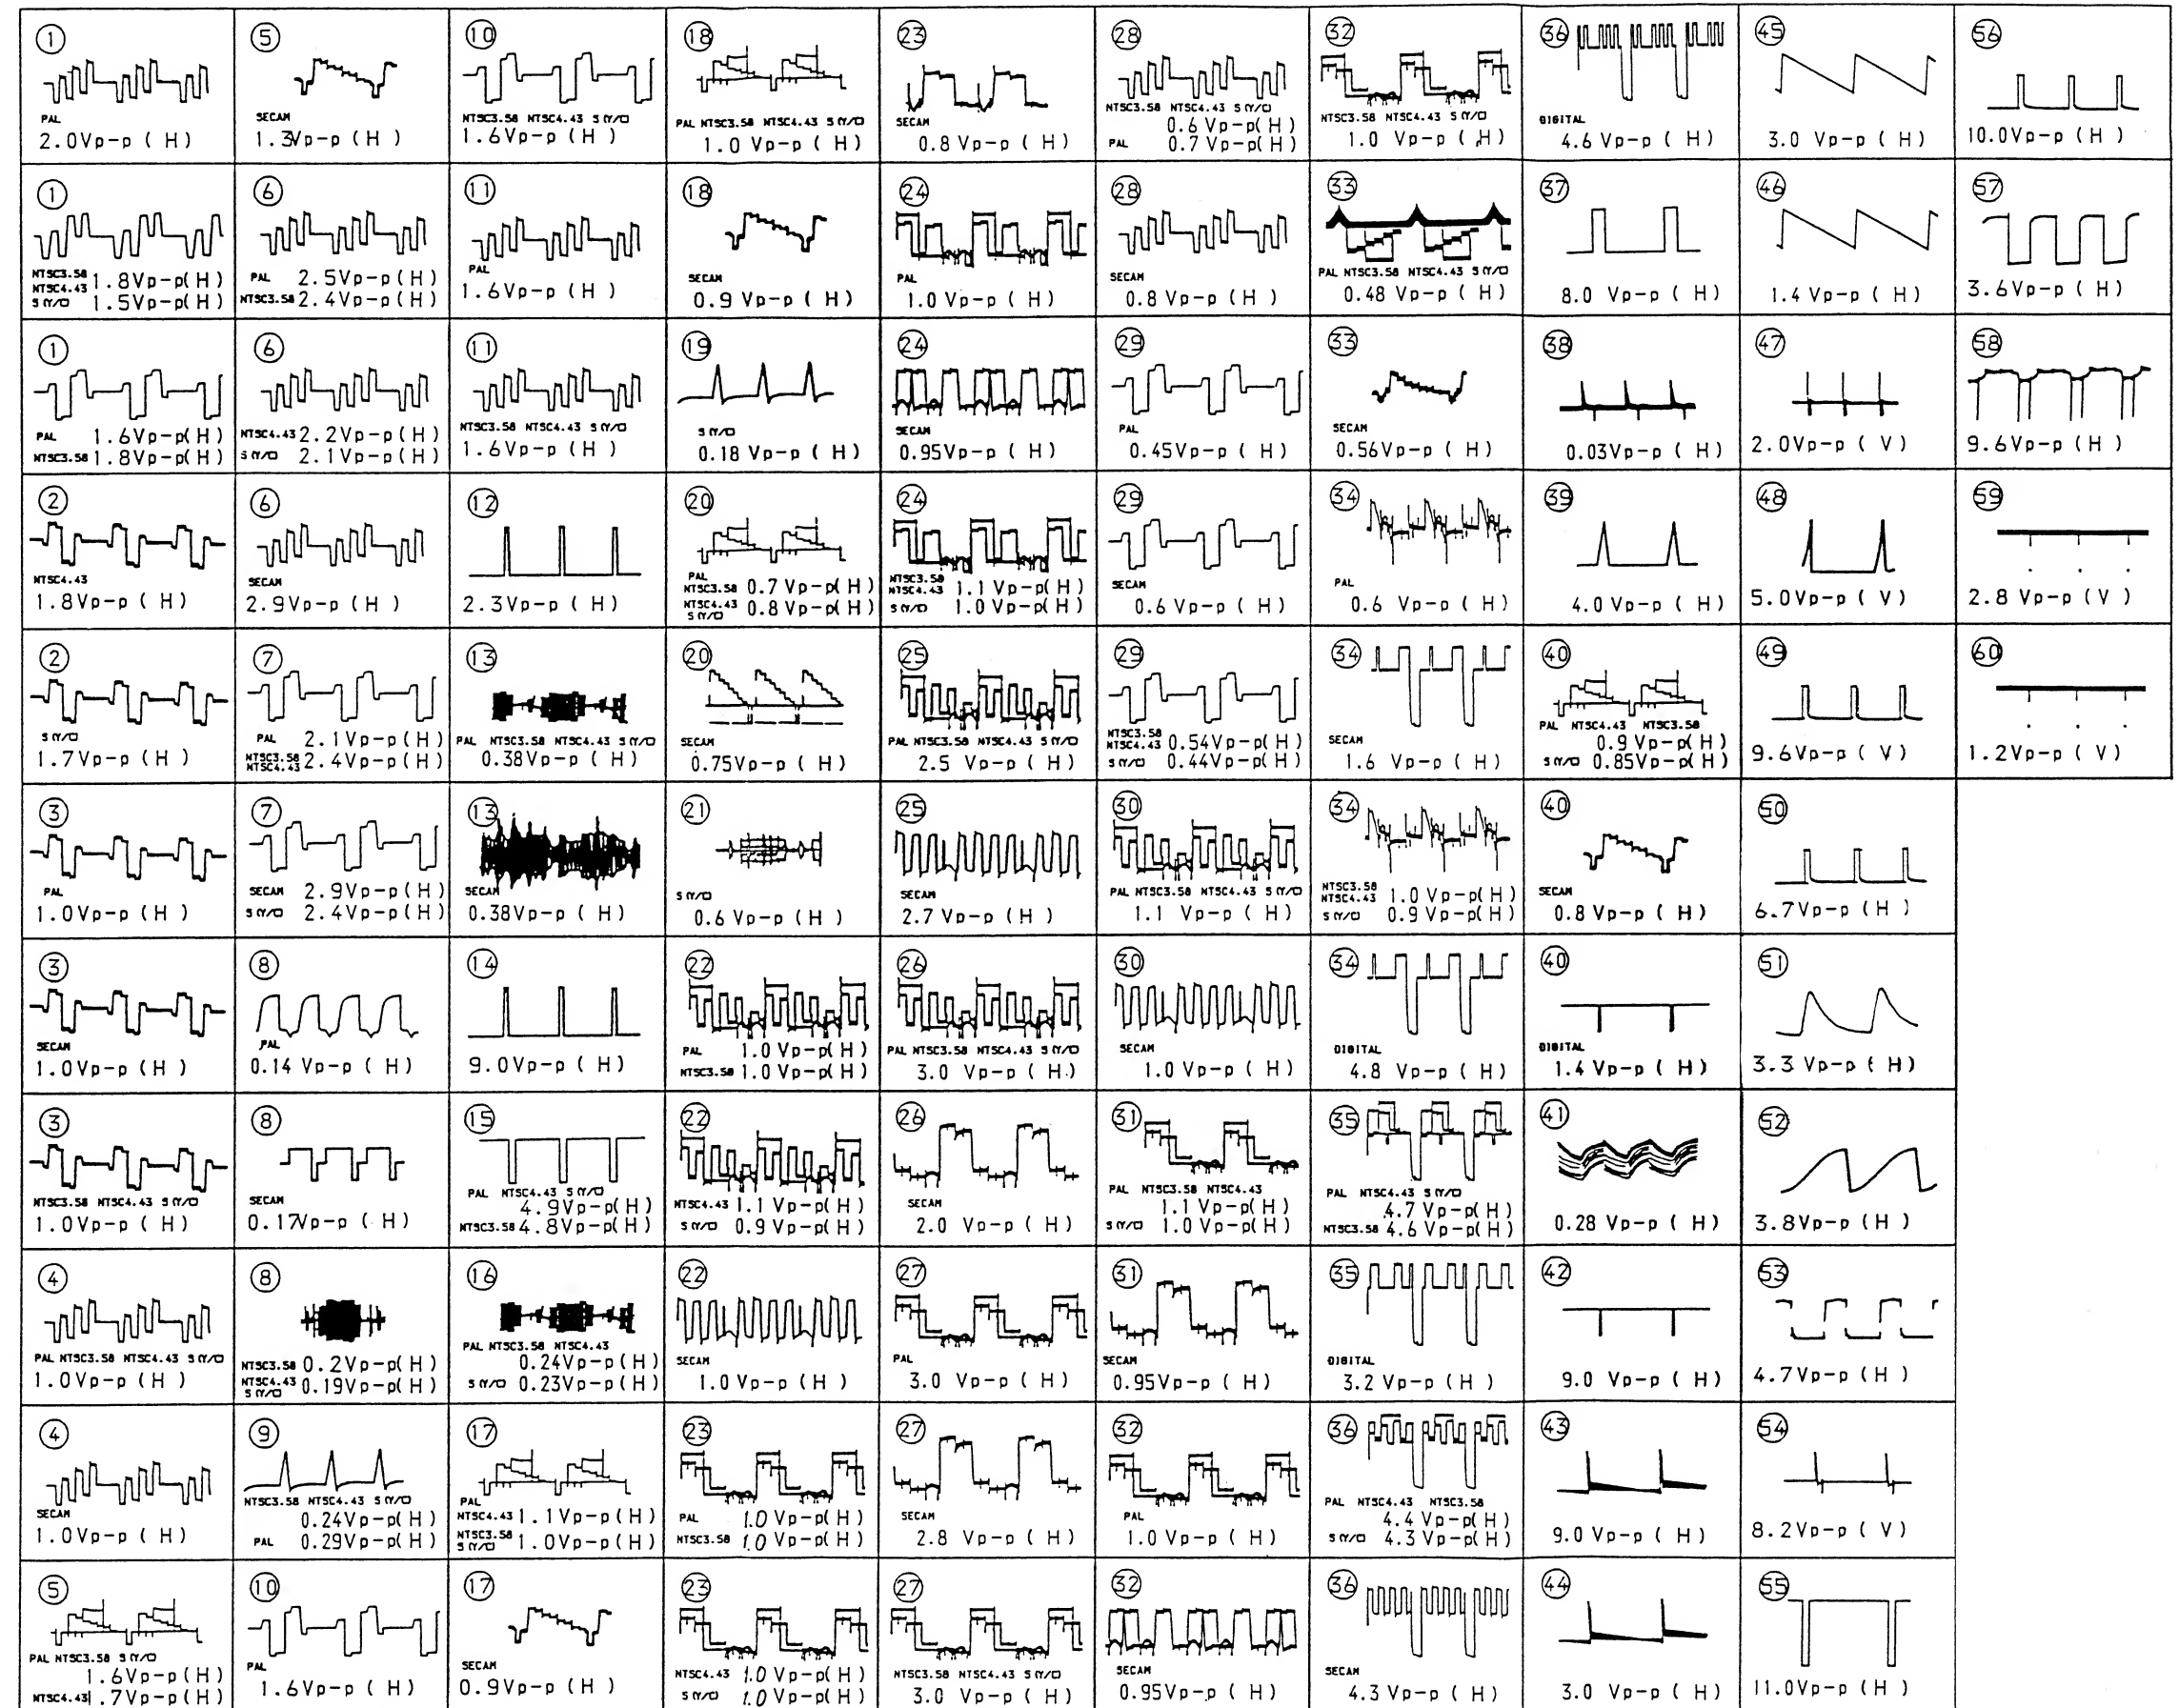 ①
PAL
2.0Vp-p ( H )
①
NTSC3.58 1.8Vp-p( H )
NTSC4.43
S (Y/C) 1.5Vp-p( H )
①
PAL 1.6Vp-p( H )
NTSC3.58 1.8Vp-p( H )
②
NTSC4.43
1.8Vp-p ( H )
②
S (Y/C)
1.7Vp-p ( H )
③
PAL
1.0Vp-p ( H )
③
SECAM
1.0Vp-p ( H )
③
NTSC3.58 NTSC4.43 S (Y/C)
1.0Vp-p ( H )
④
PAL NTSC3.58 NTSC4.43 S (Y/C)
1.0Vp-p ( H )
④
SECAM
1.0Vp-p ( H )
⑤
PAL NTSC3.58 S (Y/C)
1.6Vp-p( H )
NTSC4.43 1.7Vp-p( H )
⑤
SECAM
1.3Vp-p ( H )
⑥
PAL 2.5Vp-p( H )
NTSC3.58 2.4Vp-p( H )
⑥
NTSC4.43 2.2Vp-p( H )
S (Y/C) 2.1Vp-p( H )
⑥
SECAM
2.9Vp-p ( H )
⑦
PAL 2.1Vp-p( H )
NTSC3.58
NTSC4.43 2.4Vp-p( H )
⑦
SECAM 2.9Vp-p( H )
S (Y/C) 2.4Vp-p( H )
⑧
PAL
0.14 Vp-p ( H )
⑧
SECAM
0.17Vp-p ( H )
⑧
NTSC3.58 0.2Vp-p( H )
NTSC4.43
S (Y/C) 0.19Vp-p( H )
⑨
NTSC3.58 NTSC4.43 S (Y/C)
0.24Vp-p( H )
PAL 0.29Vp-p( H )
⑩
PAL
1.6Vp-p ( H )
⑩
NTSC3.58 NTSC4.43 S (Y/C)
1.6Vp-p ( H )
⑪
PAL
1.6Vp-p ( H )
⑪
NTSC3.58 NTSC4.43 S (Y/C)
1.6Vp-p ( H )
⑫
2.3Vp-p ( H )
⑬
PAL NTSC3.58 NTSC4.43 S (Y/C)
0.38Vp-p ( H )
⑬
SECAM
0.38Vp-p ( H )
⑭
9.0Vp-p ( H )
⑮
PAL NTSC4.43 S (Y/C)
4.9Vp-p( H )
NTSC3.58 4.8Vp-p( H )
⑯
PAL NTSC3.58 NTSC4.43
0.24Vp-p( H )
S (Y/C) 0.23Vp-p( H )
⑰
PAL
NTSC4.43 1.1Vp-p( H )
NTSC3.58
S (Y/C) 1.0Vp-p( H )
⑰
SECAM
0.9Vp-p ( H )
⑱
PAL NTSC3.58 NTSC4.43 S (Y/C)
1.0 Vp-p ( H )
⑱
SECAM
0.9 Vp-p ( H )
⑲
S (Y/C)
0.18 Vp-p ( H )
⑳
PAL
NTSC3.58 0.7 Vp-p( H )
NTSC4.43 0.8 Vp-p( H )
S (Y/C)
⑳
SECAM
0.75Vp-p ( H )
㉑
S (Y/C)
0.6 Vp-p ( H )
㉒
PAL 1.0 Vp-p( H )
NTSC3.58 1.0 Vp-p( H )
㉒
NTSC4.43 1.1 Vp-p( H )
S (Y/C) 0.9 Vp-p( H )
㉒
SECAM
1.0 Vp-p ( H )
㉓
PAL 1.0 Vp-p( H )
NTSC3.58 1.0 Vp-p( H )
㉓
NTSC4.43 1.0 Vp-p( H )
S (Y/C) 1.0 Vp-p( H )
㉓
SECAM
0.8 Vp-p ( H )
㉔
PAL
1.0 Vp-p ( H )
㉔
SECAM
0.95Vp-p ( H )
㉔
NTSC3.58 1.1 Vp-p( H )
NTSC4.43
S (Y/C) 1.0 Vp-p( H )
㉕
PAL NTSC3.58 NTSC4.43 S (Y/C)
2.5 Vp-p ( H )
㉕
SECAM
2.7 Vp-p ( H )
㉖
PAL NTSC3.58 NTSC4.43 S (Y/C)
3.0 Vp-p ( H )
㉖
SECAM
2.0 Vp-p ( H )
㉗
PAL
3.0 Vp-p ( H )
㉗
SECAM
2.8 Vp-p ( H )
㉗
NTSC3.58 NTSC4.43 S (Y/C)
3.0 Vp-p ( H )
㉘
NTSC3.58 NTSC4.43 S (Y/C)
0.6 Vp-p( H )
PAL 0.7 Vp-p( H )
㉘
SECAM
0.8 Vp-p ( H )
㉙
PAL
0.45Vp-p ( H )
㉙
SECAM
0.6 Vp-p ( H )
㉙
NTSC3.58
NTSC4.43 0.54Vp-p( H )
S (Y/C) 0.44Vp-p( H )
㉚
PAL NTSC3.58 NTSC4.43 S (Y/C)
1.1 Vp-p ( H )
㉚
SECAM
1.0 Vp-p ( H )
㉛
PAL NTSC3.58 NTSC4.43
1.1 Vp-p( H )
S (Y/C) 1.0 Vp-p( H )
㉛
SECAM
0.95Vp-p ( H )
㉜
PAL
1.0 Vp-p ( H )
㉜
SECAM
0.95Vp-p ( H )
㉜
NTSC3.58 NTSC4.43 S (Y/C)
1.0 Vp-p ( H )
㉝
PAL NTSC3.58 NTSC4.43 S (Y/C)
0.48 Vp-p ( H )
㉝
SECAM
0.56Vp-p ( H )
㉞
PAL
0.6 Vp-p ( H )
㉞
SECAM
1.6 Vp-p ( H )
㉞
NTSC3.58
NTSC4.43 1.0 Vp-p( H )
S (Y/C) 0.9 Vp-p( H )
㉞
DIGITAL
4.8 Vp-p ( H )
㉟
PAL NTSC4.43 S (Y/C)
4.7 Vp-p( H )
NTSC3.58 4.6 Vp-p( H )
㉟
DIGITAL
3.2 Vp-p ( H )
㊱
PAL NTSC4.43 NTSC3.58
4.4 Vp-p( H )
S (Y/C) 4.3 Vp-p( H )
㊱
SECAM
4.3 Vp-p ( H )
㊱
DIGITAL
4.6 Vp-p ( H )
㊲
8.0 Vp-p ( H )
㊳
0.03Vp-p ( H )
㊴
4.0 Vp-p ( H )
㊵
PAL NTSC4.43 NTSC3.58
0.9 Vp-p( H )
S (Y/C) 0.85Vp-p( H )
㊵
SECAM
0.8 Vp-p ( H )
㊵
DIGITAL
1.4 Vp-p ( H )
㊶
0.28 Vp-p ( H )
㊷
9.0 Vp-p ( H )
㊸
9.0 Vp-p ( H )
㊹
3.0 Vp-p ( H )
㊺
3.0 Vp-p ( H )
㊻
1.4 Vp-p ( H )
㊼
2.0Vp-p ( V )
㊽
5.0Vp-p ( V )
㊾
9.6Vp-p ( V )
㊿
6.7Vp-p ( H )
51
3.3 Vp-p ( H )
52
3.8Vp-p ( H )
53
4.7Vp-p ( H )
54
8.2Vp-p ( V )
55
11.0Vp-p ( H )
56
10.0Vp-p ( H )
57
3.6Vp-p ( H )
58
9.6Vp-p ( H )
59
2.8 Vp-p ( V )
60
1.2Vp-p ( V )